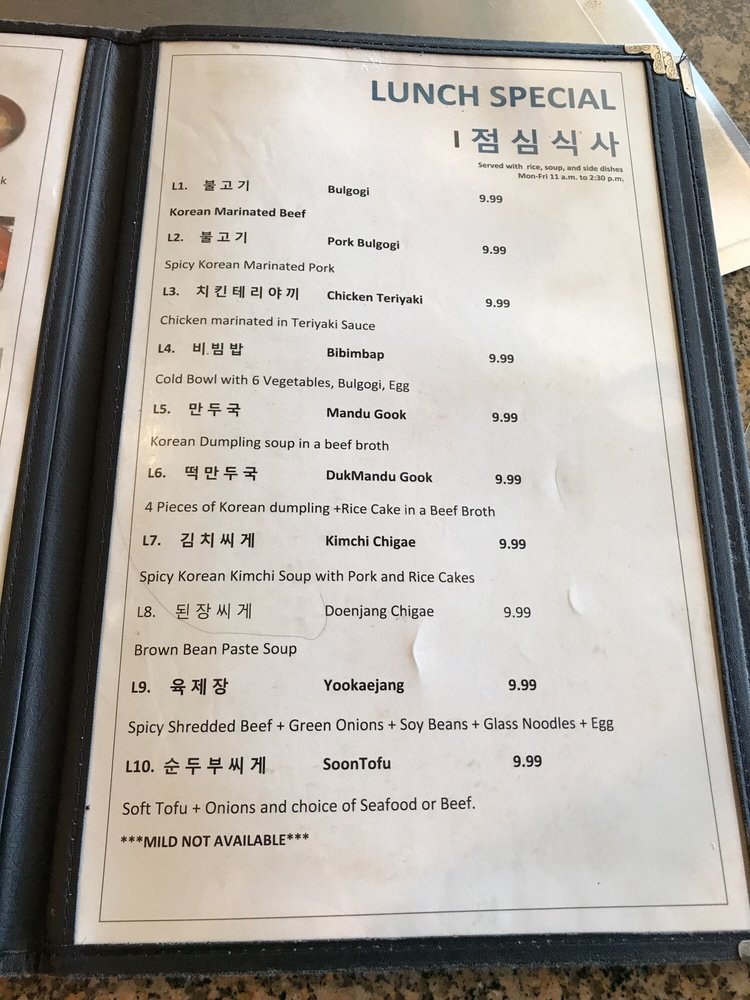 k
LUNCH SPECIAL
I 점심식사
Served with rice, soup, and side dishes
Mon-Fri 11 a.m. to 2:30 p.m.
L1. 불고기 Bulgogi 9.99
Korean Marinated Beef
L2. 불고기 Pork Bulgogi 9.99
Spicy Korean Marinated Pork
L3. 치킨테리야끼 Chicken Teriyaki 9.99
Chicken marinated in Teriyaki Sauce
L4. 비빔밥 Bibimbap 9.99
Cold Bowl with 6 Vegetables, Bulgogi, Egg
L5. 만두국 Mandu Gook 9.99
Korean Dumpling soup in a beef broth
L6. 떡만두국 DukMandu Gook 9.99
4 Pieces of Korean dumpling +Rice Cake in a Beef Broth
L7. 김치씨게 Kimchi Chigae 9.99
Spicy Korean Kimchi Soup with Pork and Rice Cakes
L8. 된장씨게 Doenjang Chigae 9.99
Brown Bean Paste Soup
L9. 육제장 Yookaejang 9.99
Spicy Shredded Beef + Green Onions + Soy Beans + Glass Noodles + Egg
L10. 순두부씨게 SoonTofu 9.99
Soft Tofu + Onions and choice of Seafood or Beef.
***MILD NOT AVAILABLE***